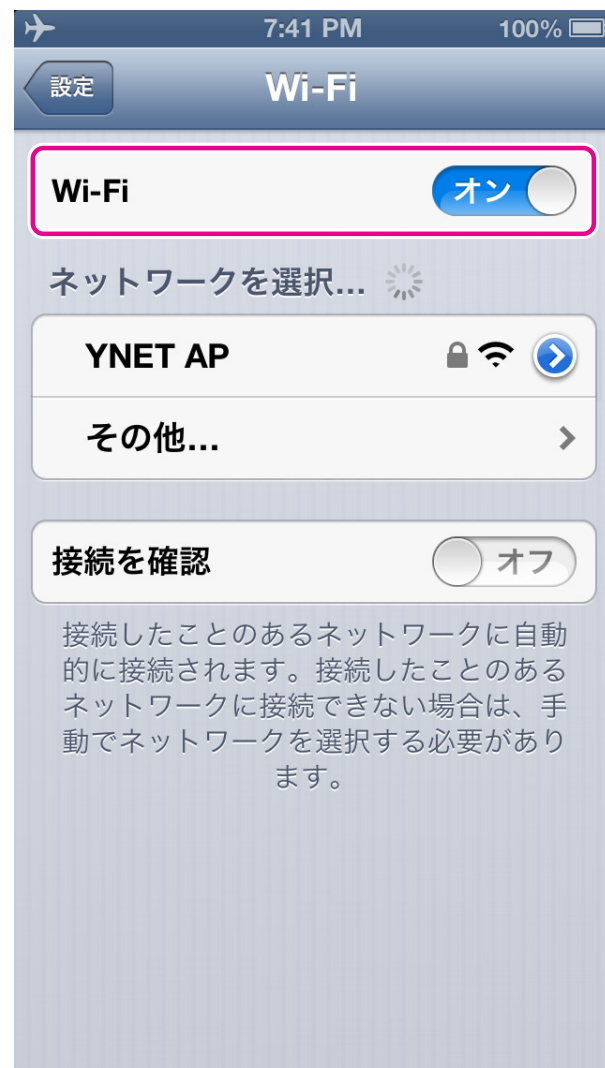 7:41 PM 100%
設定 Wi-Fi
Wi-Fi オン
ネットワークを選択...
YNET AP
その他...
接続を確認 オフ
接続したことのあるネットワークに自動
的に接続されます。接続したことのある
ネットワークに接続できない場合は、手
動でネットワークを選択する必要があり
ます。